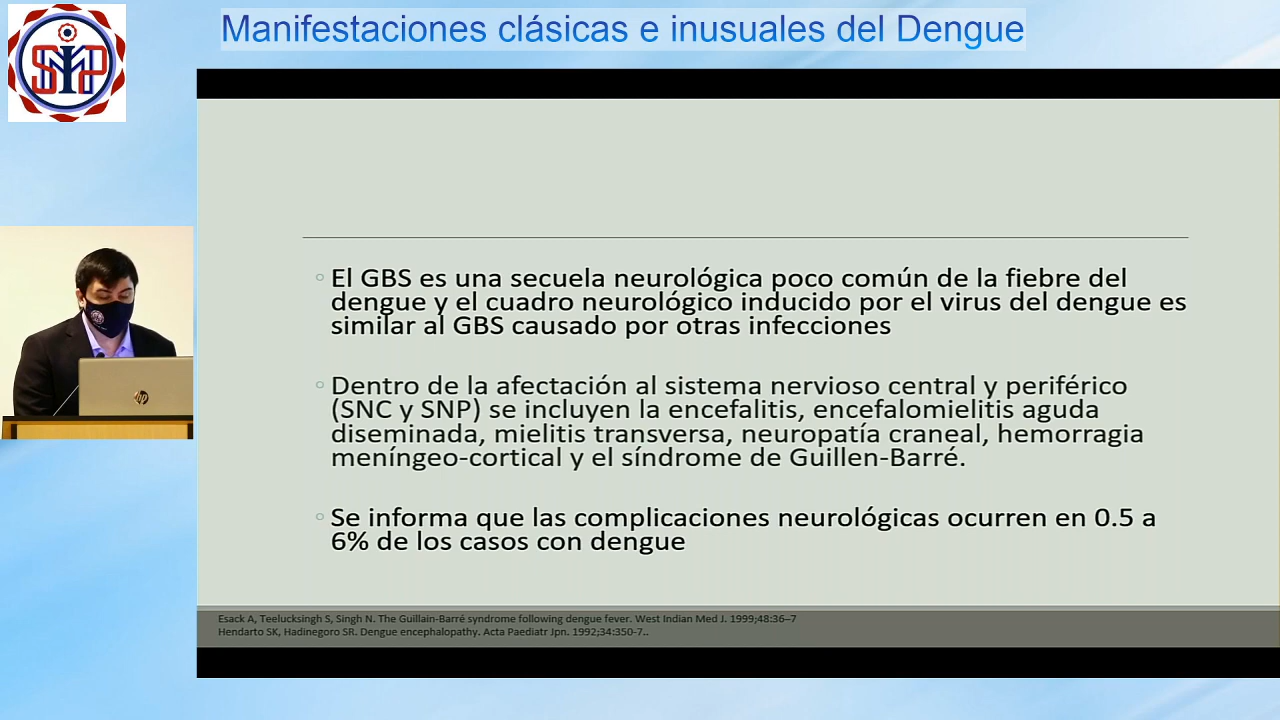 Manifestaciones clásicas e inusuales del Dengue
SMP
El GBS es una secuela neurológica poco común de la fiebre del
dengue y el cuadro neurológico inducido por el virus del dengue es
similar al GBS causado por otras infecciones
Dentro de la afectación al sistema nervioso central y periférico
(SNC y SNP) se incluyen la encefalitis, encefalomielitis aguda
diseminada, mielitis transversa, neuropatía craneal, hemorragia
meníngeo-cortical y el síndrome de Guillen-Barré.
Se informa que las complicaciones neurológicas ocurren en 0.5 a
6% de los casos con dengue
hp
Esack A, Teelucksingh S, Singh N. The Guillain-Barré syndrome following dengue fever. West Indian Med J. 1999;48:36–7
Hendarto SK, Hadinegoro SR. Dengue encephalopathy. Acta Paediatr Jpn. 1992;34:350-7..